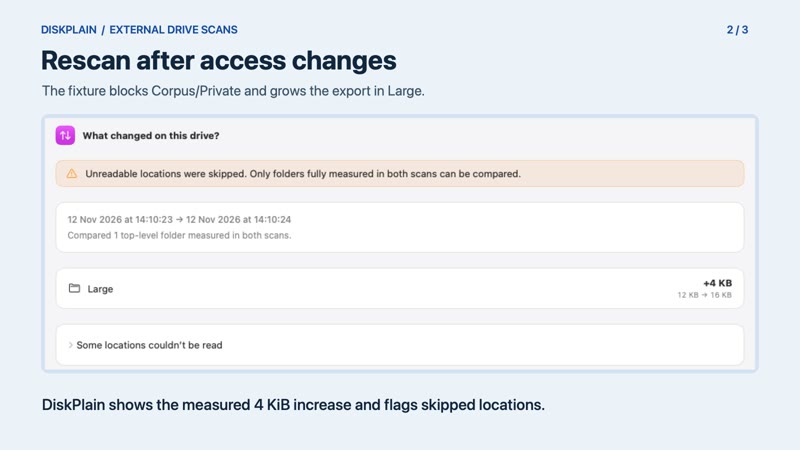 DISKPLAIN / EXTERNAL DRIVE SCANS
2 / 3
Rescan after access changes
The fixture blocks Corpus/Private and grows the export in Large.
What changed on this drive?
Unreadable locations were skipped. Only folders fully measured in both scans can be compared.
12 Nov 2026 at 14:10:23 → 12 Nov 2026 at 14:10:24
Compared 1 top-level folder measured in both scans.
Large
+4 KB
12 KB → 16 KB
Some locations couldn't be read
DiskPlain shows the measured 4 KiB increase and flags skipped locations.